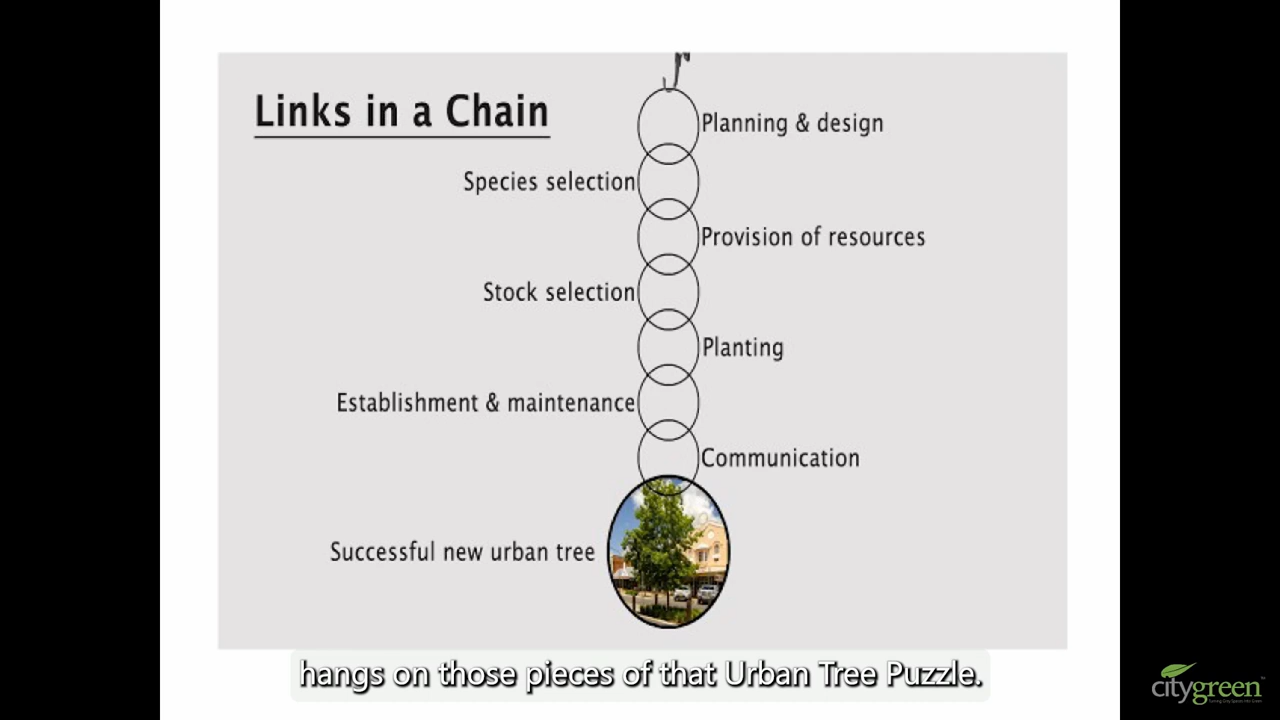 Links in a Chain
Planning & design
Species selection
Provision of resources
Stock selection
Planting
Establishment & maintenance
Communication
Successful new urban tree
hangs on those pieces of that Urban Tree Puzzle.
citygreen